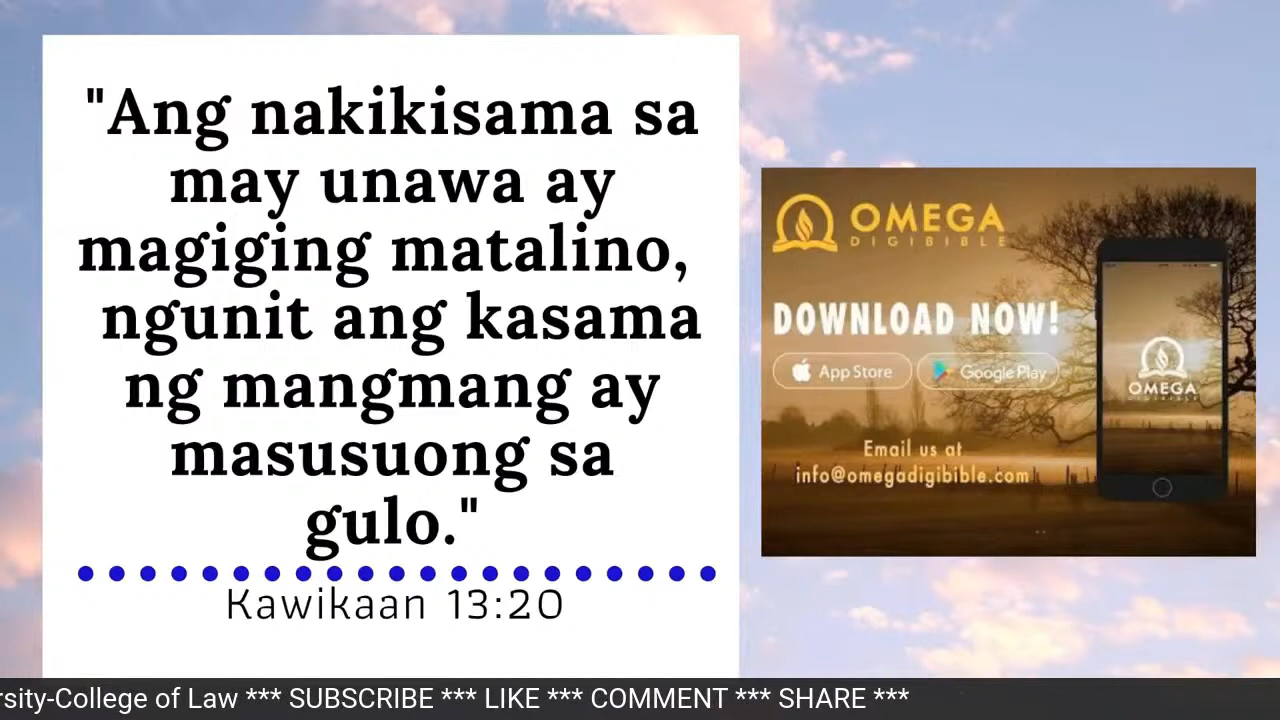 "Ang nakikisama sa
may unawa ay
magiging matalino,
ngunit ang kasama
ng mangmang ay
masusuong sa
gulo."
Kawikaan 13:20
OMEGA
DIGIBIBLE
DOWNLOAD NOW!
App Store
Google Play
Email us at
info@omegadigibible.com
OMEGA
DIGIBIBLE
rsity-College of Law *** SUBSCRIBE *** LIKE *** COMMENT *** SHARE ***